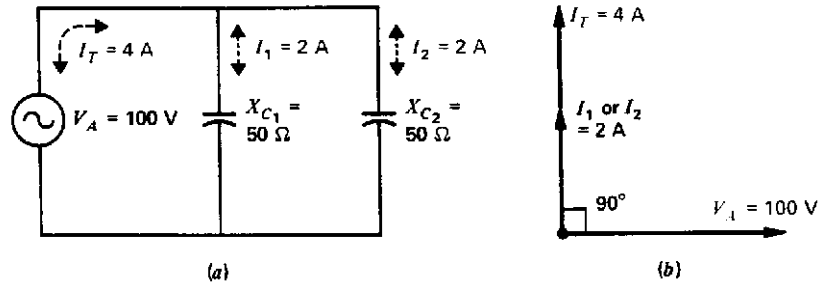 I_T = 4 A
I_1 = 2 A
I_2 = 2 A
V_A = 100 V
X_C1 =
50 Ω
X_C2 =
50 Ω
(a)
I_T = 4 A
I_1 or I_2
= 2 A
90°
V_A = 100 V
(b)